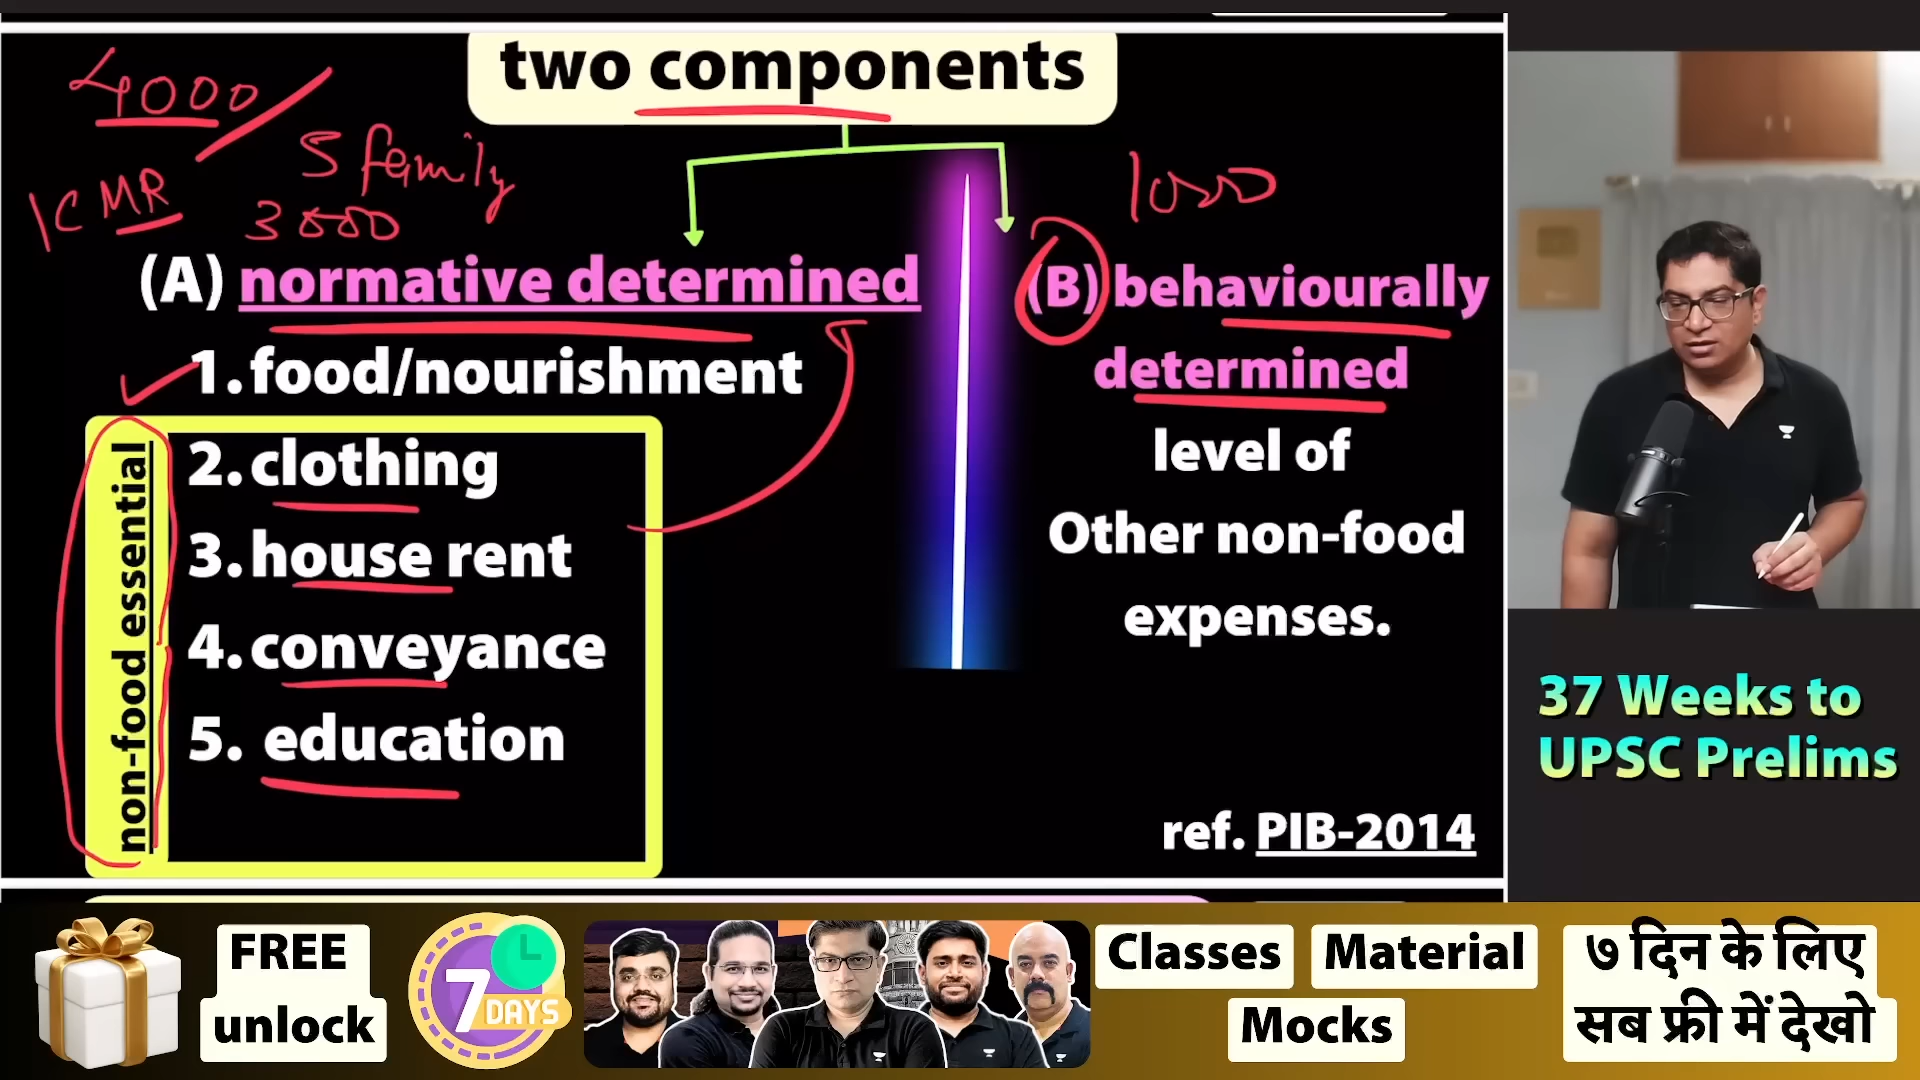 two components
4000
5 family
ICMR
3000
1000
(A) normative determined
1. food/nourishment
non-food essential
2. clothing
3. house rent
4. conveyance
5. education
(B) behaviourally
determined
level of
Other non-food
expenses.
ref. PIB-2014
37 Weeks to
UPSC Prelims
FREE
unlock
7 DAYS
Classes Material
Mocks
७ दिन के लिए
सब फ्री में देखो